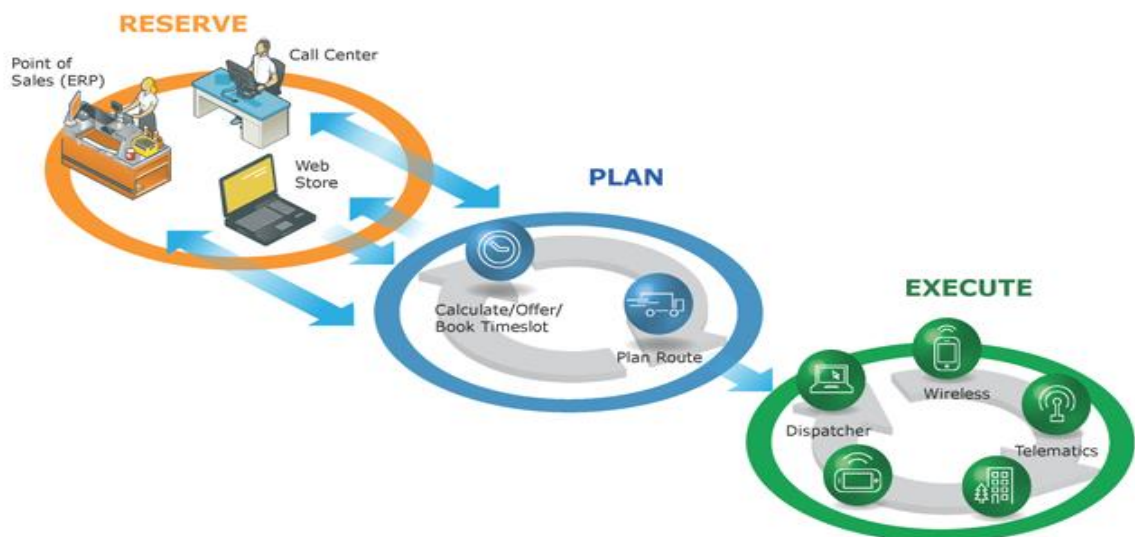 RESERVE
Call Center
Point of
Sales (ERP)
Web
Store
PLAN
Calculate/Offer/
Book Timeslot
Plan Route
EXECUTE
Wireless
Dispatcher
Telematics